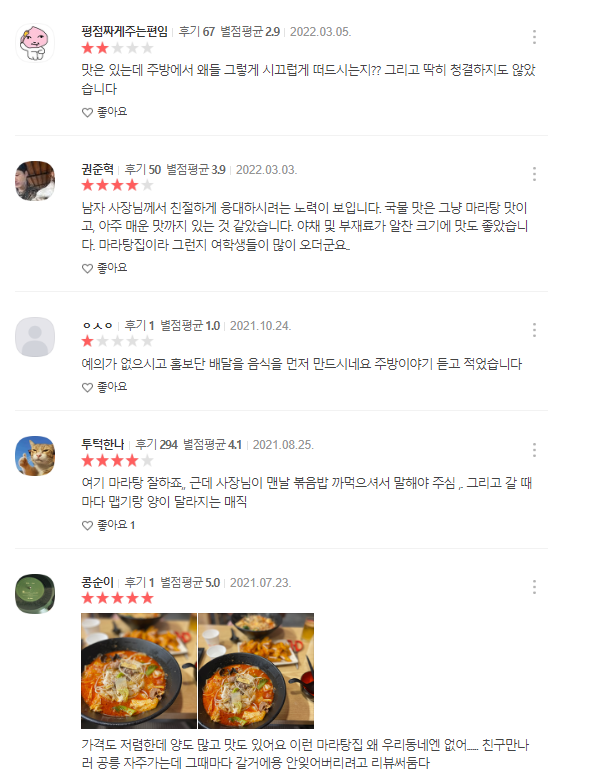 평점짜게주는편임 후기 67 별점평균 2.9 2022.03.05.
맛은 있는데 주방에서 왜들 그렇게 시끄럽게 떠드시는지?? 그리고 딱히 청결하지도 않았
습니다
좋아요
권준혁 후기 50 별점평균 3.9 2022.03.03.
남자 사장님께서 친절하게 응대하시려는 노력이 보입니다. 국물 맛은 그냥 마라탕 맛이
고, 아주 매운 맛까지 있는 것 같았습니다. 야채 및 부재료가 알찬 크기에 맛도 좋았습니
다. 마라탕집이라 그런지 여학생들이 많이 오더군요..
좋아요
ㅇㅅㅇ 후기 1 별점평균 1.0 2021.10.24.
예의가 없으시고 홀보단 배달을 음식을 먼저 만드시네요 주방이야기 듣고 적었습니다
좋아요
투턱한나 후기 294 별점평균 4.1 2021.08.25.
여기 마라탕 잘하죠,, 근데 사장님이 맨날 볶음밥 까먹으셔서 말해야 주심 ,. 그리고 갈 때
마다 맵기랑 양이 달라지는 매직
좋아요 1
콩순이 후기 1 별점평균 5.0 2021.07.23.
가격도 저렴한데 양도 많고 맛도 있어요 이런 마라탕집 왜 우리동네엔 없어..... 친구만나
러 공릉 자주가는데 그때마다 갈거에용 안잊어버리려고 리뷰써둠다